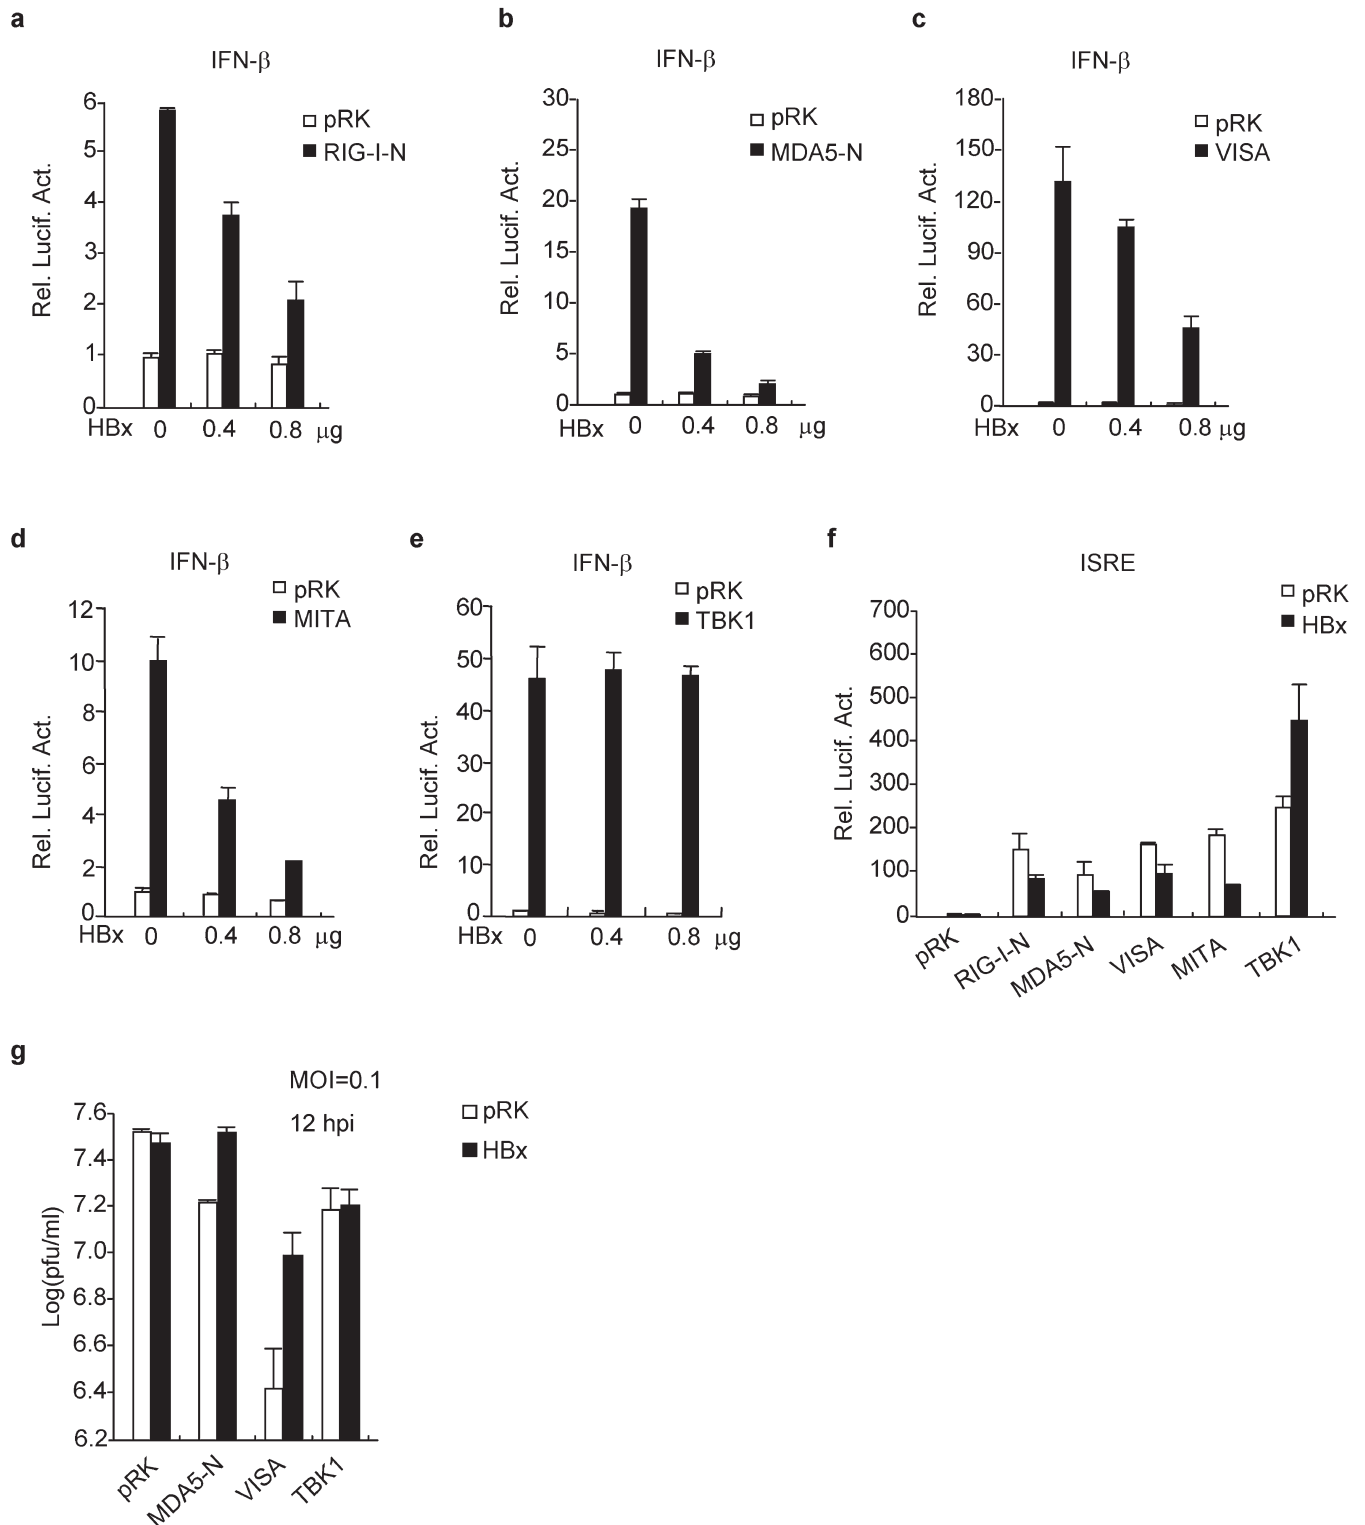 a
IFN-β
Rel. Lucif. Act.
6
5
4
3
2
1
0
pRK
RIG-I-N
HBx 0 0.4 0.8 μg
b
IFN-β
Rel. Lucif. Act.
30
25
20
15
10
5
0
pRK
MDA5-N
HBx 0 0.4 0.8 μg
c
IFN-β
Rel. Lucif. Act.
180
150
120
90
60
30
0
pRK
VISA
HBx 0 0.4 0.8 μg
d
IFN-β
Rel. Lucif. Act.
12
10
8
6
4
2
0
pRK
MITA
HBx 0 0.4 0.8 μg
e
IFN-β
Rel. Lucif. Act.
60
50
40
30
20
10
0
pRK
TBK1
HBx 0 0.4 0.8 μg
f
ISRE
Rel. Lucif. Act.
700
600
500
400
300
200
100
0
pRK
HBx
pRK RIG-I-N MDA5-N VISA MITA TBK1
g
MOI=0.1
12 hpi
Log(pfu/ml)
7.6
7.4
7.2
7.0
6.8
6.6
6.4
6.2
pRK
HBx
pRK MDA5-N VISA TBK1